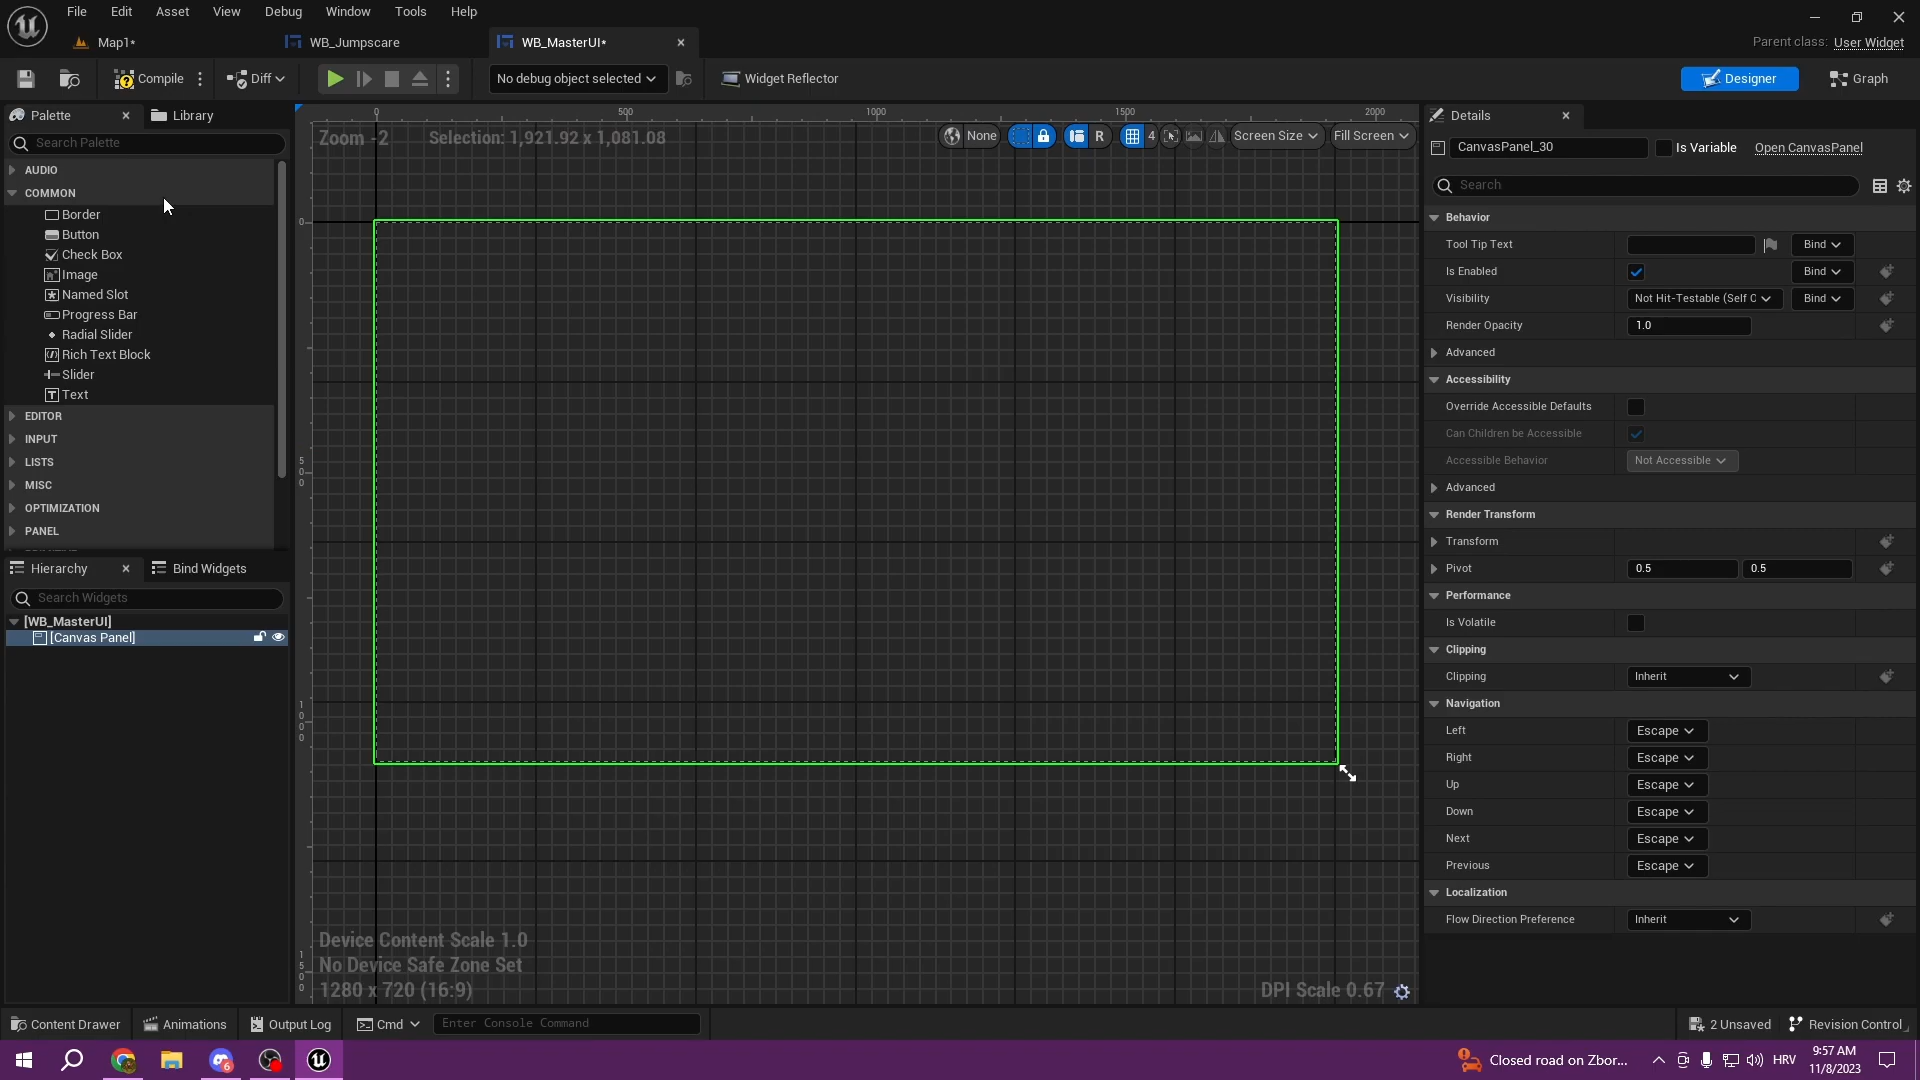 File Edit Asset View Debug Window Tools Help
Map1* WB_Jumpscare WB_MasterUI* Parent class: User Widget
Compile Diff No debug object selected Widget Reflector Designer Graph
Palette Library
Search Palette
AUDIO
COMMON
Border
Button
Check Box
Image
Named Slot
Progress Bar
Radial Slider
Rich Text Block
Slider
Text
EDITOR
INPUT
LISTS
MISC
OPTIMIZATION
PANEL
Hierarchy Bind Widgets
Search Widgets
[WB_MasterUI]
[Canvas Panel]
0 500 1000 1500 2000
Zoom -2 Selection: 1,921.92 x 1,081.08 None R 4 Screen Size Fill Screen
0
5
0
1
0
0
1
5
0
Device Content Scale 1.0
No Device Safe Zone Set
1280 x 720 (16:9) DPI Scale 0.67
Details
CanvasPanel_30 Is Variable Open CanvasPanel
Search
Behavior
Tool Tip Text Bind
Is Enabled Bind
Visibility Not Hit-Testable (Self C Bind
Render Opacity 1.0
Advanced
Accessibility
Override Accessible Defaults
Can Children be Accessible
Accessible Behavior Not Accessible
Advanced
Render Transform
Transform
Pivot 0.5 0.5
Performance
Is Volatile
Clipping
Clipping Inherit
Navigation
Left Escape
Right Escape
Up Escape
Down Escape
Next Escape
Previous Escape
Localization
Flow Direction Preference Inherit
Content Drawer Animations Output Log Cmd Enter Console Command 2 Unsaved Revision Control
6 Closed road on Zbor... HRV 9:57 AM
11/8/2023